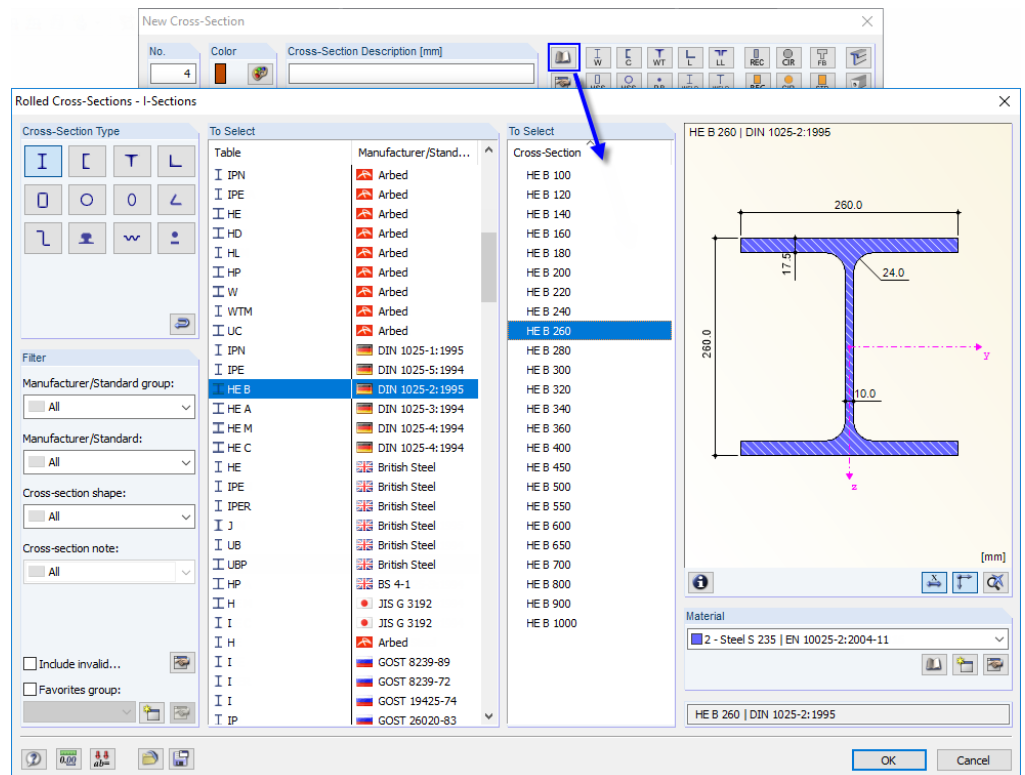 New Cross-Section
No.
Color
Cross-Section Description [mm]
4
W
C
WT
L
LL
REC
CIR
FB
Rolled Cross-Sections - I-Sections
Cross-Section Type
To Select
Table
Manufacturer/Stand...
IPN Arbed
IPE Arbed
HE Arbed
HD Arbed
HL Arbed
HP Arbed
W Arbed
WTM Arbed
UC Arbed
IPN DIN 1025-1:1995
IPE DIN 1025-5:1994
HE B DIN 1025-2:1995
HE A DIN 1025-3:1994
HE M DIN 1025-4:1994
HE C DIN 1025-4:1994
HE British Steel
IPE British Steel
IPER British Steel
J British Steel
UB British Steel
UBP British Steel
HP BS 4-1
H JIS G 3192
I JIS G 3192
H Arbed
I GOST 8239-89
I GOST 8239-72
I GOST 19425-74
IP GOST 26020-83
To Select
Cross-Section
HE B 100
HE B 120
HE B 140
HE B 160
HE B 180
HE B 200
HE B 220
HE B 240
HE B 260
HE B 280
HE B 300
HE B 320
HE B 340
HE B 360
HE B 400
HE B 450
HE B 500
HE B 550
HE B 600
HE B 650
HE B 700
HE B 800
HE B 900
HE B 1000
HE B 260 | DIN 1025-2:1995
260.0
17.5
24.0
260.0
y
10.0
z
[mm]
Filter
Manufacturer/Standard group:
All
Manufacturer/Standard:
All
Cross-section shape:
All
Cross-section note:
All
Include invalid...
Favorites group:
Material
2 - Steel S 235 | EN 10025-2:2004-11
HE B 260 | DIN 1025-2:1995
0.00
OK
Cancel